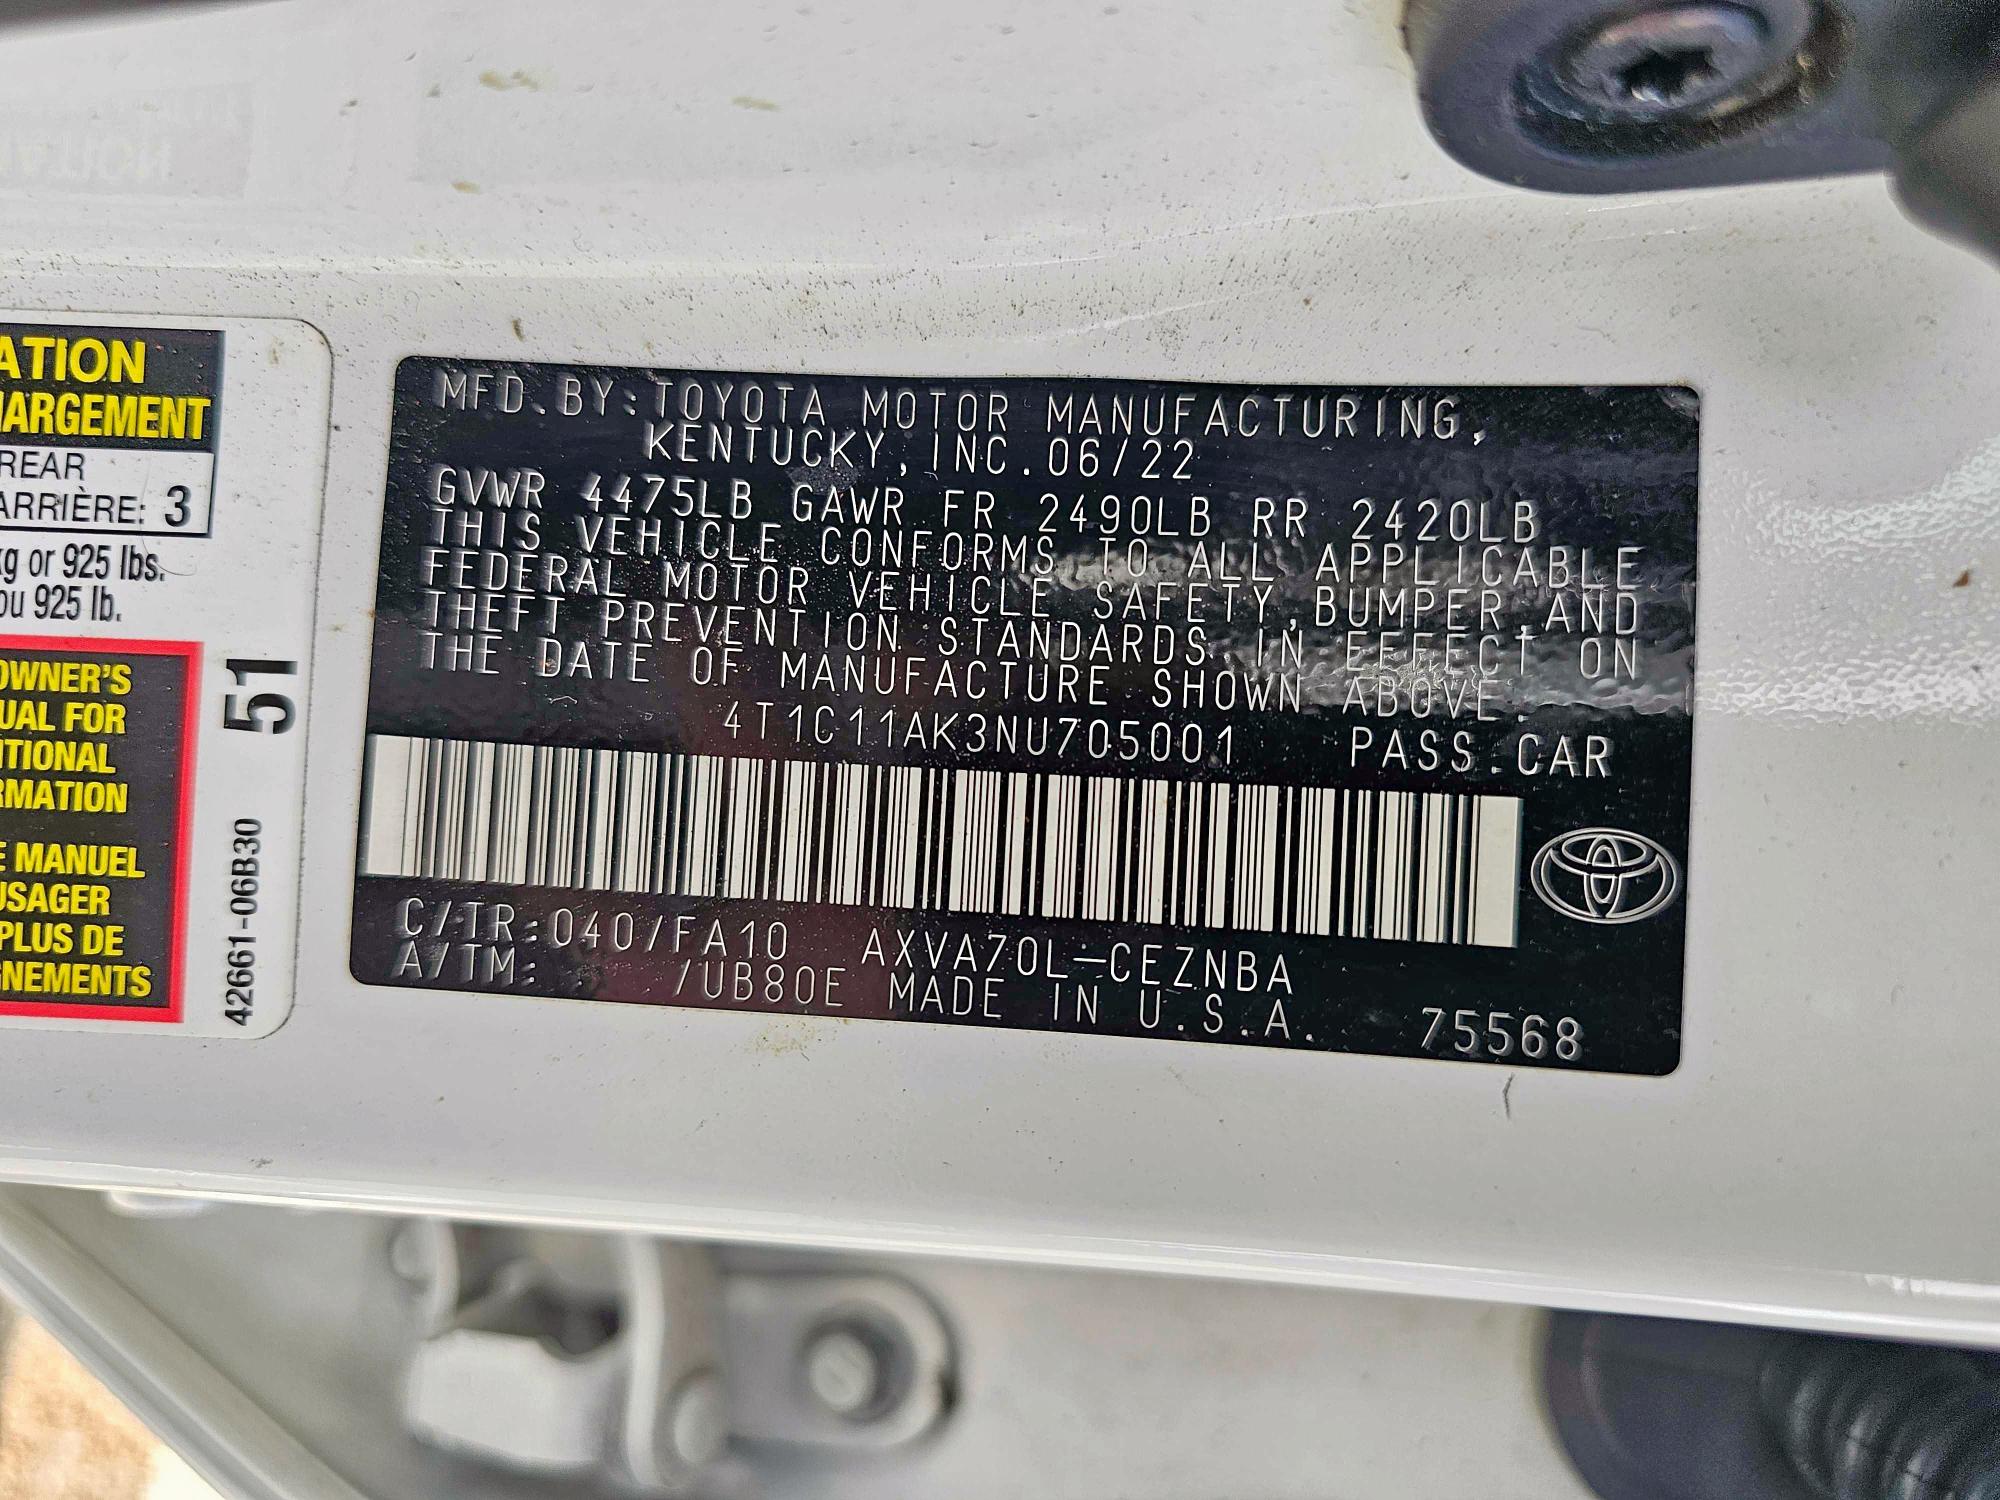 ATION
HARGEMENT
REAR
ARRIÈRE: 3
kg or 925 lbs.
ou 925 lb.
OWNER'S
UAL FOR
ITIONAL
RMATION
E MANUEL
USAGER
PLUS DE
GNEMENTS
51
42661-06B30
MFD.BY:TOYOTA MOTOR MANUFACTURING,
KENTUCKY,INC.06/22
GVWR 4475LB GAWR FR 2490LB RR 2420LB
THIS VEHICLE CONFORMS TO ALL APPLICABLE
FEDERAL MOTOR VEHICLE SAFETY,BUMPER,AND
THEFT PREVENTION STANDARDS IN EFFECT ON
THE DATE OF MANUFACTURE SHOWN ABOVE.
4T1C11AK3NU705001 PASS.CAR
C/TR:040/FA10 AXVA70L-CEZNBA
A/TM: /UB80E MADE IN U.S.A. 75568